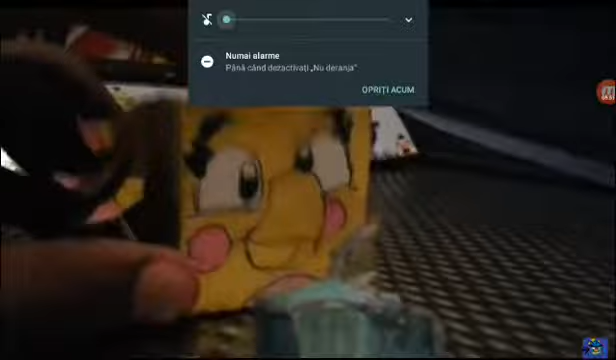 Numai alarme
Până când dezactivați „Nu deranja”
OPRIȚI ACUM